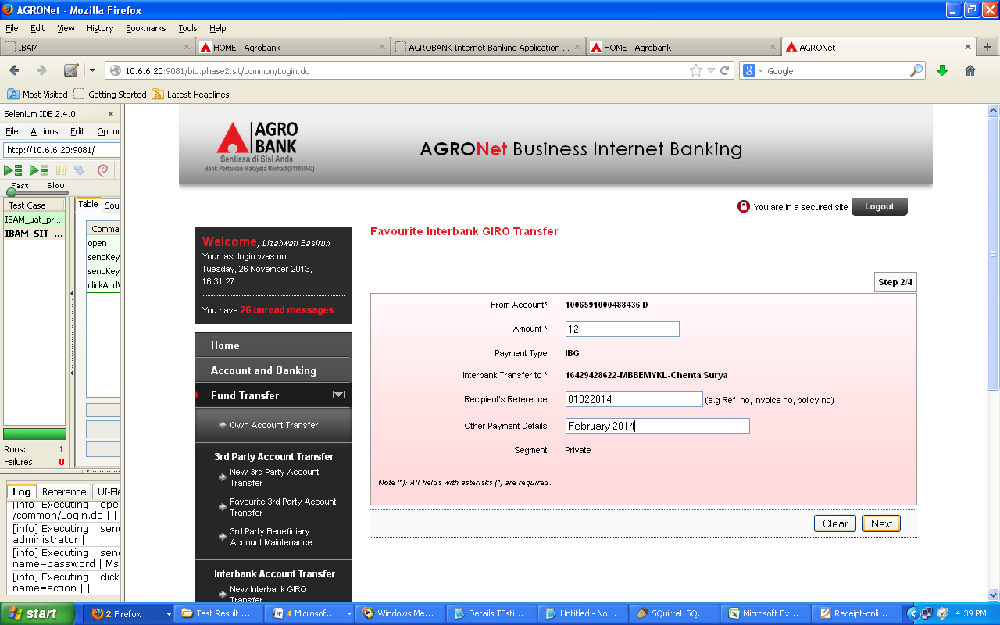 AGRONet - Mozilla Firefox
File Edit View History Bookmarks Tools Help
IBAM
HOME - Agrobank
AGROBANK Internet Banking Application ...
HOME - Agrobank
AGRONet
10.6.6.20:9081/bib.phase2.sit/common/Login.do
Google
Most Visited Getting Started Latest Headlines
Selenium IDE 2.4.0
File Actions Edit Option
http://10.6.6.20:9081/
Fast Slow
Test Case
IBAM_uat_pr...
IBAM_SIT_...
Table Sour
Comma
open
sendKey
sendKey
clickAndV
Runs: 1
Failures: 0
Log Reference UI-Ele
[info] Executing: |open
/common/Login.do | |
[info] Executing: |send
administrator |
[info] Executing: |send
name=password | Mss
[info] Executing: |click
name=action | |
AGRO
BANK
Sentiasa di Sisi Anda
Bank Pertanian Malaysia Berhad (811810-U)
AGRONet Business Internet Banking
You are in a secured site
Logout
Welcome, Lizahwati Basirun
Your last login was on
Tuesday, 26 November 2013,
16:31:27
You have 26 unread messages
Home
Account and Banking
Fund Transfer
Own Account Transfer
3rd Party Account Transfer
New 3rd Party Account
Transfer
Favourite 3rd Party Account
Transfer
3rd Party Beneficiary
Account Maintenance
Interbank Account Transfer
New Interbank GIRO
Transfer
Favourite Interbank GIRO Transfer
Step 2/4
From Account*: 1006591000488436 D
Amount *: 12
Payment Type: IBG
Interbank Transfer to *: 16429428622-MBBEMYKL-Chenta Surya
Recipient's Reference: 01022014 (e.g Ref. no, invoice no, policy no)
Other Payment Details: February 2014
Segment: Private
Note (*): All fields with asterisks (*) are required.
Clear Next
start
2 Firefox
Test Result ...
4 Microsof...
Windows Me...
Details TEsti...
Untitled - No...
SQuirreL SQ...
Microsoft Ex...
Receipt-onli...
4:39 PM